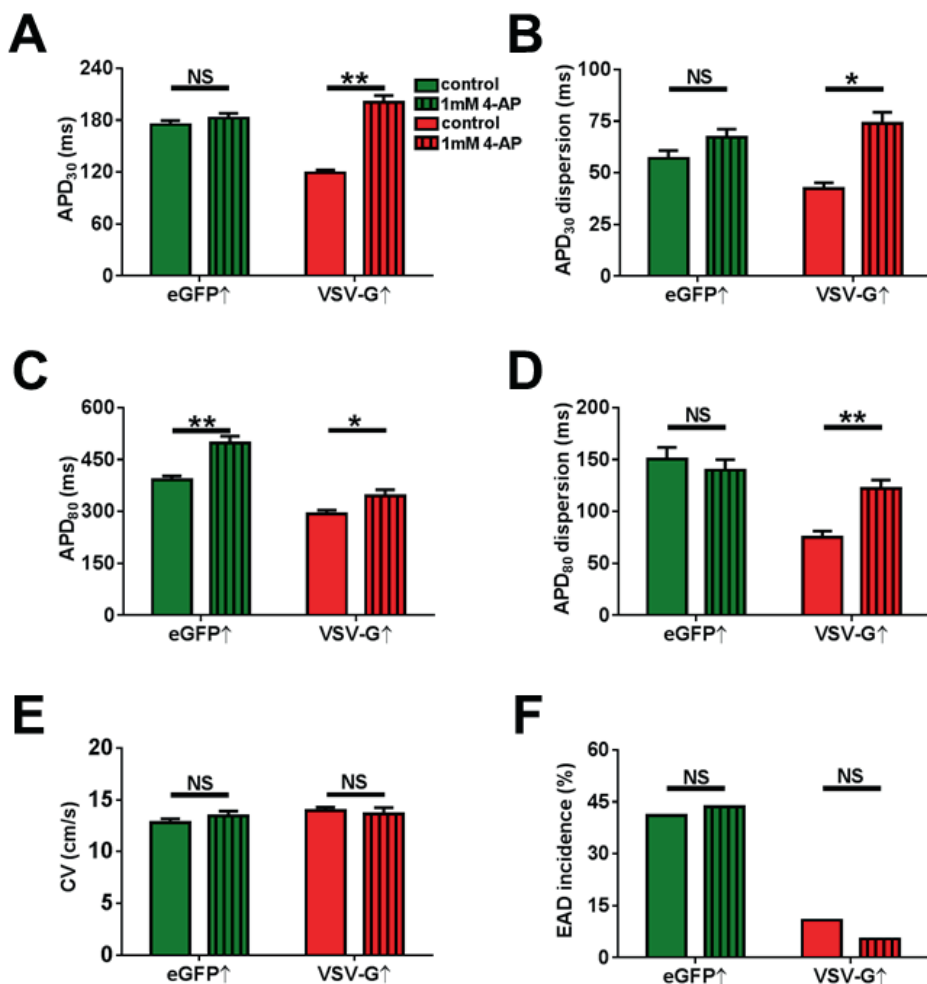 A
APD30 (ms)
240
180
120
60
0
NS
**
control
1mM 4-AP
control
1mM 4-AP
eGFP↑
VSV-G↑
B
APD30 dispersion (ms)
100
75
50
25
0
NS
*
eGFP↑
VSV-G↑
C
APD80 (ms)
600
450
300
150
0
**
*
eGFP↑
VSV-G↑
D
APD80 dispersion (ms)
200
150
100
50
0
NS
**
eGFP↑
VSV-G↑
E
CV (cm/s)
20
15
10
5
0
NS
NS
eGFP↑
VSV-G↑
F
EAD incidence (%)
60
45
30
15
0
NS
NS
eGFP↑
VSV-G↑